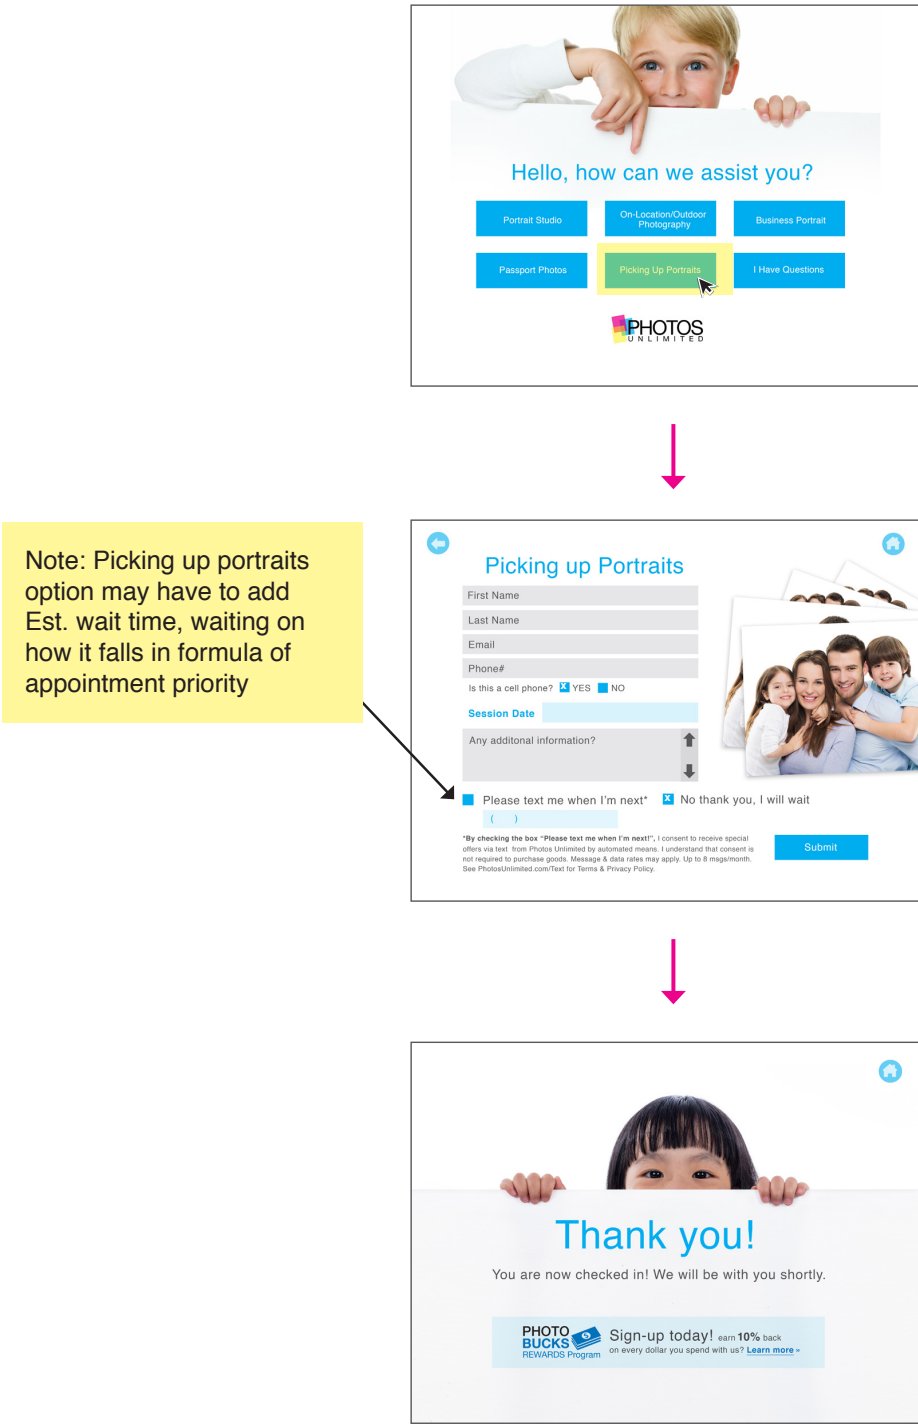 Hello, how can we assist you?
Portrait Studio
On-Location/Outdoor
Photography
Business Portrait
Passport Photos
Picking Up Portraits
I Have Questions
PHOTOS
UNLIMITED
Note: Picking up portraits
option may have to add
Est. wait time, waiting on
how it falls in formula of
appointment priority
Picking up Portraits
First Name
Last Name
Email
Phone#
Is this a cell phone? X YES NO
Session Date
Any additonal information?
Please text me when I'm next* X No thank you, I will wait
( )
*By checking the box "Please text me when I'm next!", I consent to receive special
offers via text from Photos Unlimited by automated means. I understand that consent is
not required to purchase goods. Message & data rates may apply. Up to 8 msgs/month.
See PhotosUnlimited.com/Text for Terms & Privacy Policy.
Submit
Thank you!
You are now checked in! We will be with you shortly.
PHOTO
BUCKS
REWARDS Program
Sign-up today! earn 10% back
on every dollar you spend with us? Learn more »